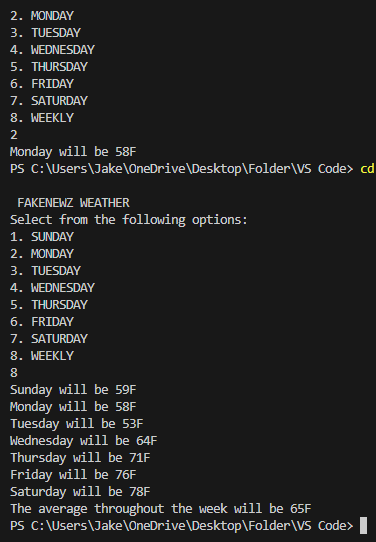 2. MONDAY
3. TUESDAY
4. WEDNESDAY
5. THURSDAY
6. FRIDAY
7. SATURDAY
8. WEEKLY
2
Monday will be 58F
PS C:\Users\Jake\OneDrive\Desktop\Folder\VS Code> cd
FAKENEWZ WEATHER
Select from the following options:
1. SUNDAY
2. MONDAY
3. TUESDAY
4. WEDNESDAY
5. THURSDAY
6. FRIDAY
7. SATURDAY
8. WEEKLY
8
Sunday will be 59F
Monday will be 58F
Tuesday will be 53F
Wednesday will be 64F
Thursday will be 71F
Friday will be 76F
Saturday will be 78F
The average throughout the week will be 65F
PS C:\Users\Jake\OneDrive\Desktop\Folder\VS Code>